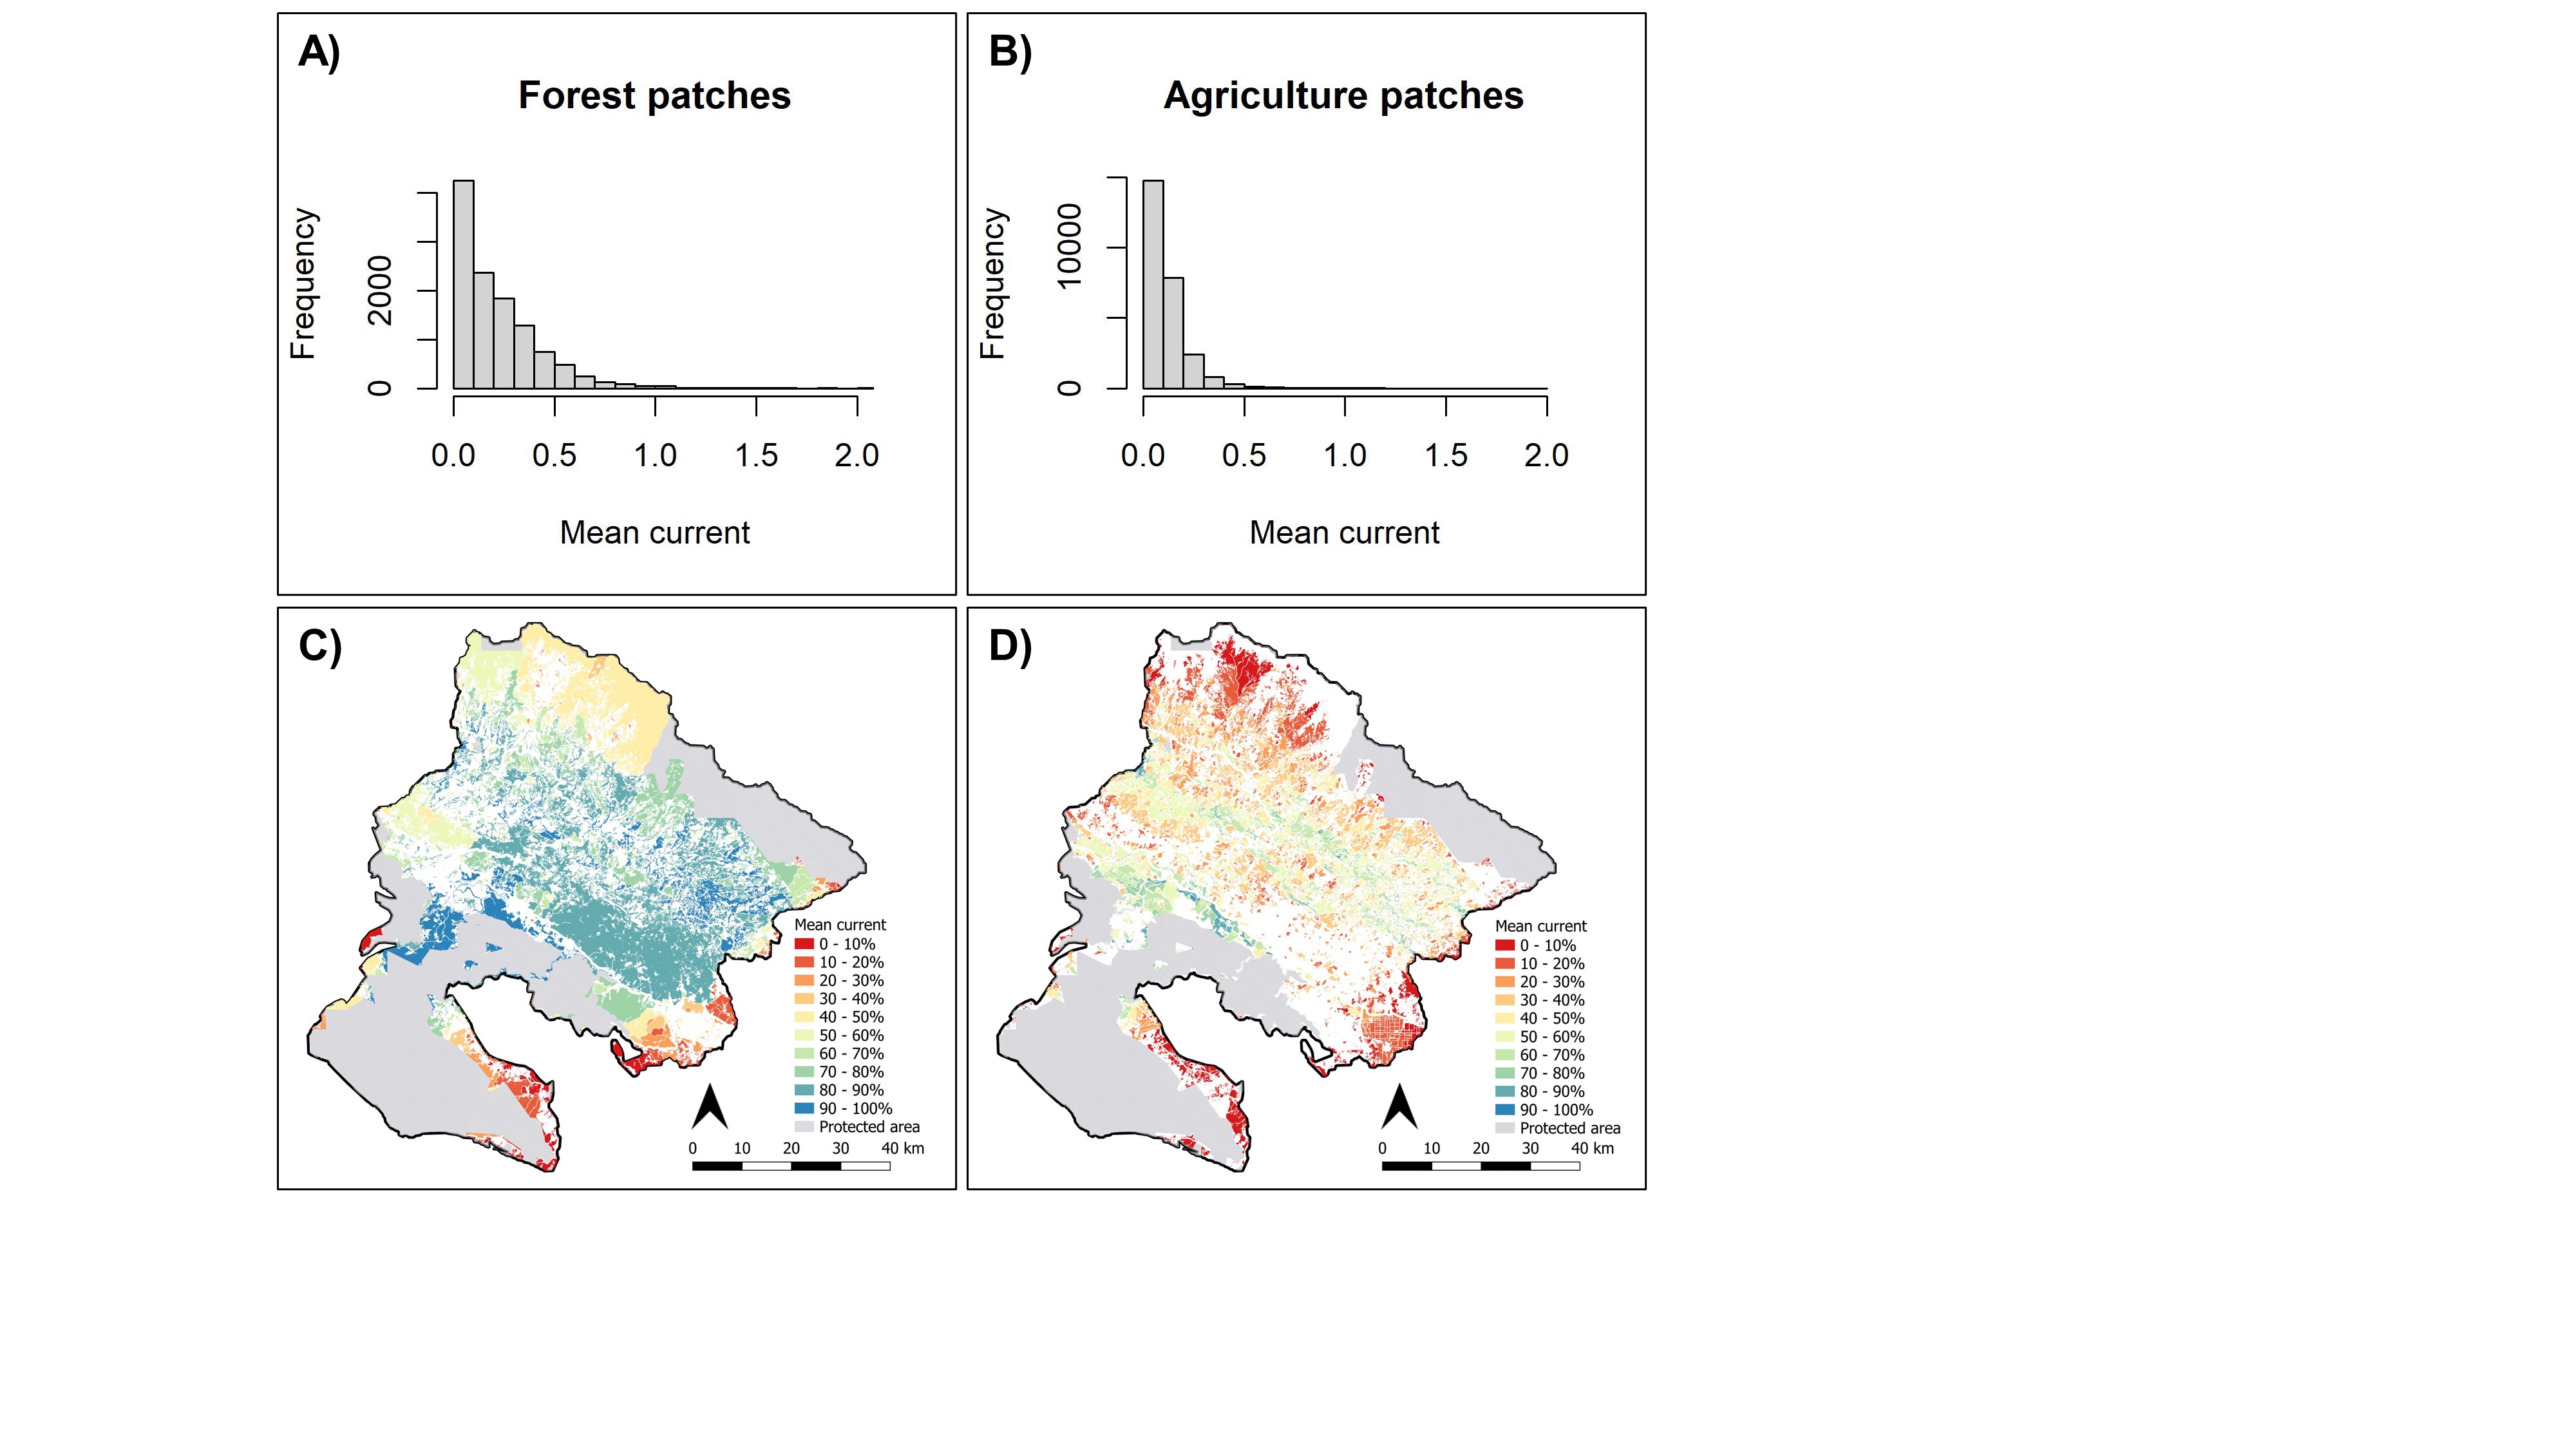 A)
Forest patches
Frequency
0 2000
0.0 0.5 1.0 1.5 2.0
Mean current
B)
Agriculture patches
Frequency
0 10000
0.0 0.5 1.0 1.5 2.0
Mean current
C)
Mean current
0 - 10%
10 - 20%
20 - 30%
30 - 40%
40 - 50%
50 - 60%
60 - 70%
70 - 80%
80 - 90%
90 - 100%
Protected area
0 10 20 30 40 km
D)
Mean current
0 - 10%
10 - 20%
20 - 30%
30 - 40%
40 - 50%
50 - 60%
60 - 70%
70 - 80%
80 - 90%
90 - 100%
Protected area
0 10 20 30 40 km